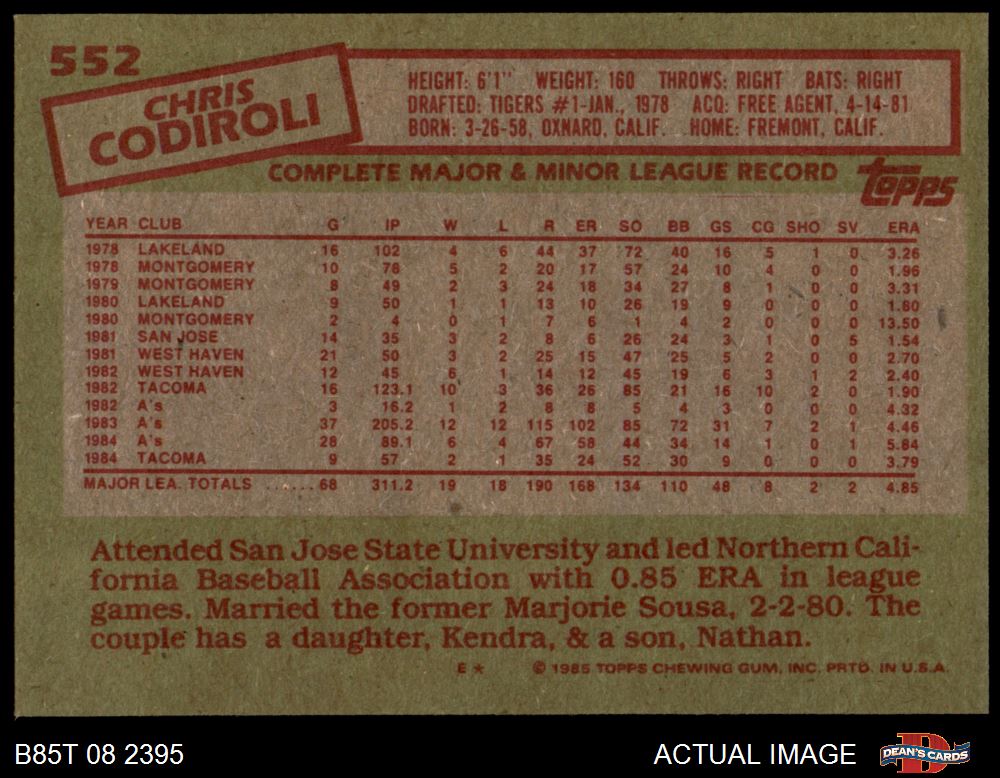 552
CHRIS
CODIROLI
HEIGHT: 6'1" WEIGHT: 160 THROWS: RIGHT BATS: RIGHT
DRAFTED: TIGERS #1-JAN., 1978 ACQ: FREE AGENT, 4-14-81
BORN: 3-26-58, OXNARD, CALIF. HOME: FREMONT, CALIF.
COMPLETE MAJOR & MINOR LEAGUE RECORD
topps
YEAR CLUB G IP W L R ER SO BB GS CG SHO SV ERA
1978 LAKELAND 16 102 4 6 44 37 72 40 16 5 1 0 3.26
1978 MONTGOMERY 10 78 5 2 20 17 57 24 10 4 0 0 1.96
1979 MONTGOMERY 8 49 2 3 24 18 34 27 8 1 0 0 3.31
1980 LAKELAND 9 50 1 1 13 10 26 19 9 0 0 0 1.80
1980 MONTGOMERY 2 4 0 1 7 6 1 4 2 0 0 0 13.50
1981 SAN JOSE 14 35 3 2 8 6 26 24 3 1 0 5 1.54
1981 WEST HAVEN 21 50 3 2 25 15 47 25 5 2 0 0 2.70
1982 WEST HAVEN 12 45 6 1 14 12 45 19 6 3 1 2 2.40
1982 TACOMA 16 123.1 10 3 36 26 85 21 16 10 2 0 1.90
1982 A's 3 16.2 1 2 8 8 5 4 3 0 0 0 4.32
1983 A's 37 205.2 12 12 115 102 85 72 31 7 2 1 4.46
1984 A's 28 89.1 6 4 67 58 44 34 14 1 0 1 5.84
1984 TACOMA 9 57 2 1 35 24 52 30 9 0 0 0 3.79
MAJOR LEA. TOTALS ...... 68 311.2 19 18 190 168 134 110 48 8 2 2 4.85
Attended San Jose State University and led Northern Cali-
fornia Baseball Association with 0.85 ERA in league
games. Married the former Marjorie Sousa, 2-2-80. The
couple has a daughter, Kendra, & a son, Nathan.
E * © 1985 TOPPS CHEWING GUM, INC. PRTD. IN U.S.A.
B85T 08 2395 ACTUAL IMAGE DEAN'S CARDS